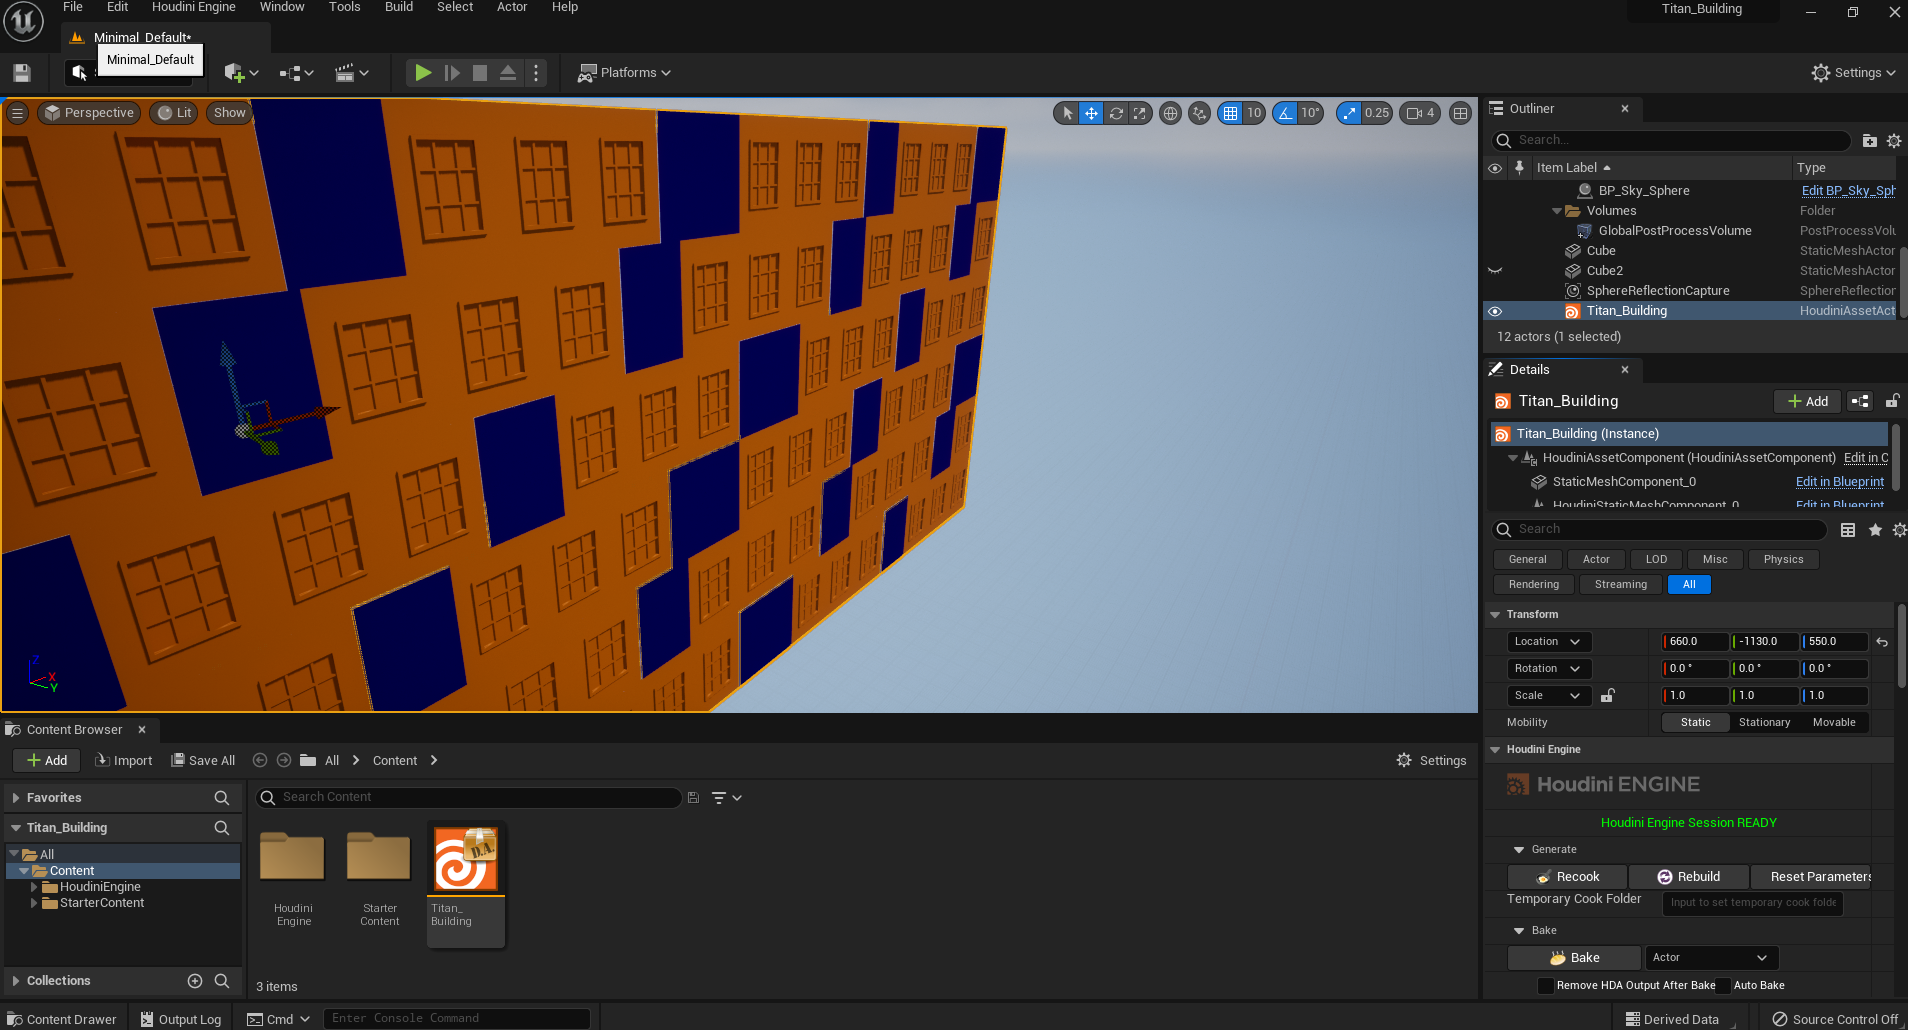 File Edit Houdini Engine Window Tools Build Select Actor Help
Titan_Building
Minimal_Default*
Minimal_Default
Platforms
Settings
Perspective Lit Show
10 10° 0.25 4
Z
X
Y
Outliner
Search...
Item Label Type
BP_Sky_Sphere Edit BP_Sky_Sph
Volumes Folder
GlobalPostProcessVolume PostProcessVolu
Cube StaticMeshActor
Cube2 StaticMeshActor
SphereReflectionCapture SphereReflection
Titan_Building HoudiniAssetAct
12 actors (1 selected)
Details
Titan_Building Add
Titan_Building (Instance)
HoudiniAssetComponent (HoudiniAssetComponent) Edit in C
StaticMeshComponent_0 Edit in Blueprint
HoudiniStaticMeshComponent_0 Edit in Blueprint
Search
General Actor LOD Misc Physics
Rendering Streaming All
Transform
Location 660.0 -1130.0 550.0
Rotation 0.0 ° 0.0 ° 0.0 °
Scale 1.0 1.0 1.0
Mobility Static Stationary Movable
Houdini Engine
Houdini ENGINE
Houdini Engine Session READY
Generate
Recook Rebuild Reset Parameters
Temporary Cook Folder Input to set temporary cook folde
Bake
Bake Actor
Remove HDA Output After Bake Auto Bake
Content Browser
Add Import Save All All Content Settings
Favorites
Titan_Building
All
Content
HoudiniEngine
StarterContent
Collections
Search Content
D.A.
Houdini
Engine
Starter
Content
Titan_
Building
3 items
Content Drawer Output Log Cmd Enter Console Command Derived Data Source Control Off